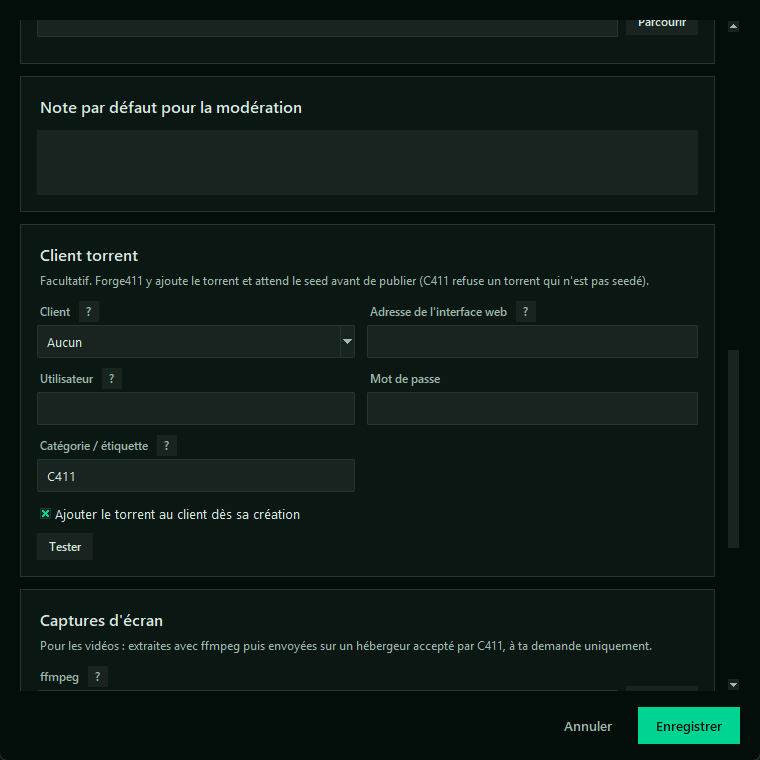 Parcourir
Note par défaut pour la modération
Client torrent
Facultatif. Forge411 y ajoute le torrent et attend le seed avant de publier (C411 refuse un torrent qui n'est pas seedé).
Client ?
Adresse de l'interface web ?
Aucun
Utilisateur ?
Mot de passe
Catégorie / étiquette ?
C411
Ajouter le torrent au client dès sa création
Tester
Captures d'écran
Pour les vidéos : extraites avec ffmpeg puis envoyées sur un hébergeur accepté par C411, à ta demande uniquement.
ffmpeg ?
Annuler
Enregistrer